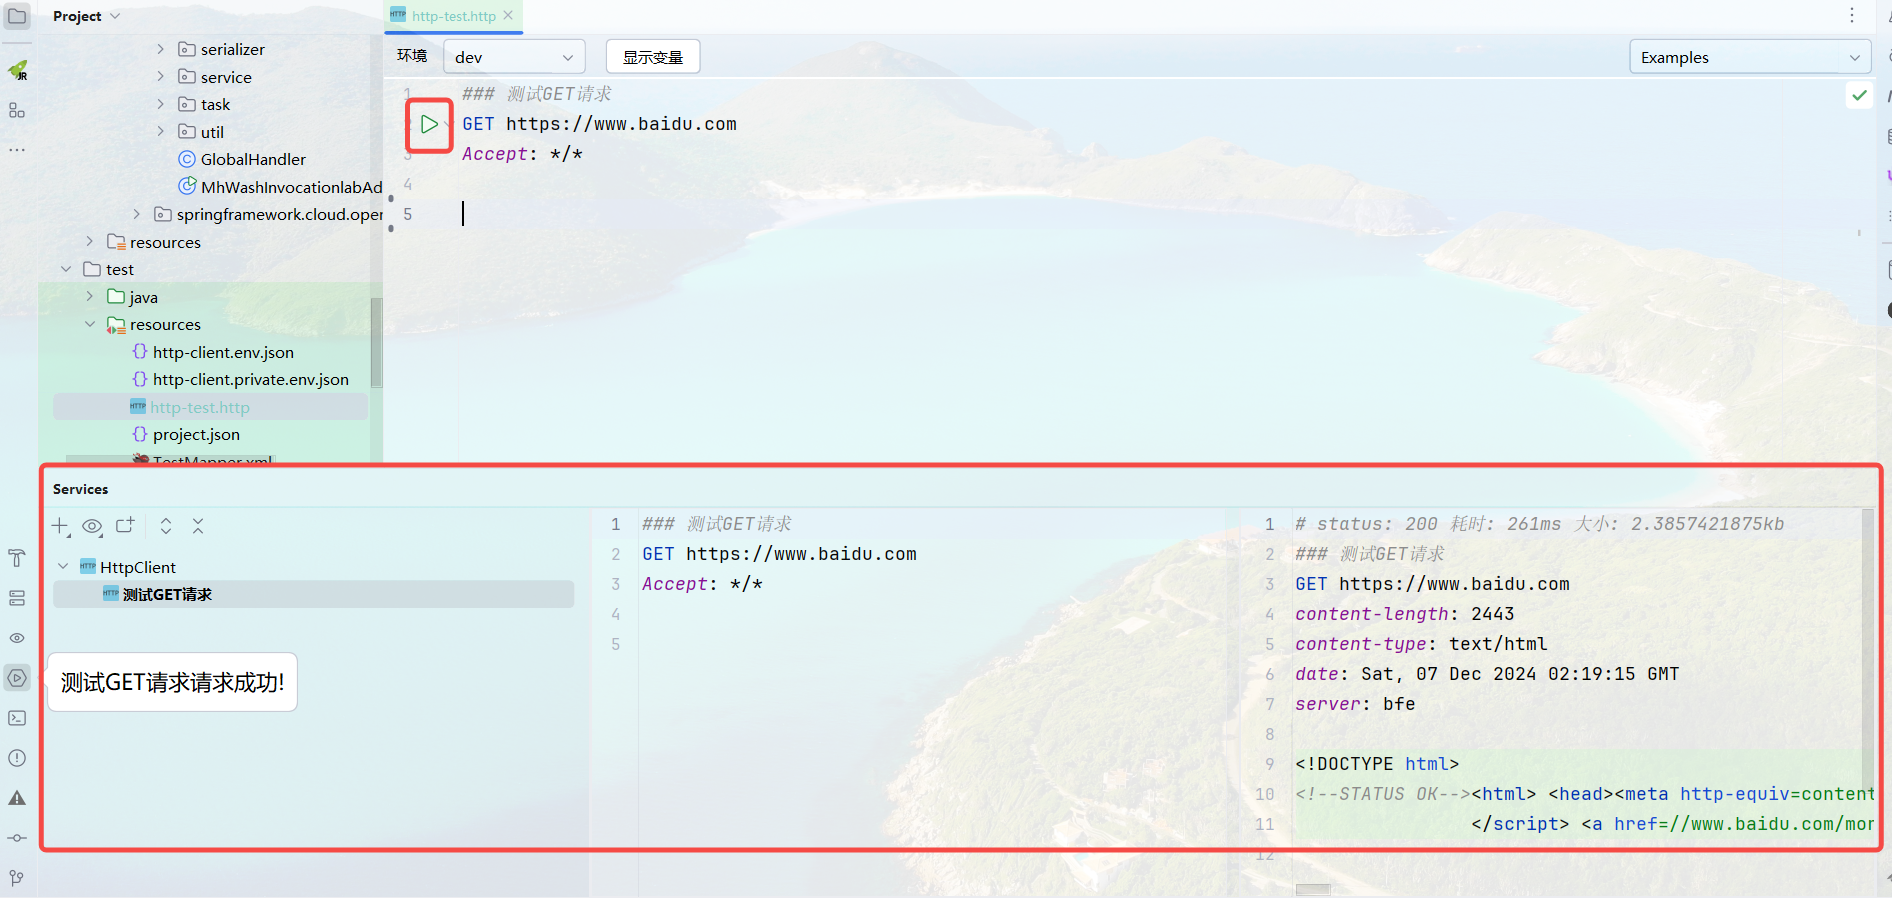 Project
http-test.http
环境
dev
显示变量
Examples
serializer
service
task
util
GlobalHandler
MhWashInvocationlabAd
springframework.cloud.oper
resources
test
java
resources
http-client.env.json
http-client.private.env.json
http-test.http
project.json
TestMapper.xml
1 ### 测试GET请求
2 GET https://www.baidu.com
3 Accept: */*
4
5
Services
HttpClient
测试GET请求
测试GET请求请求成功!
1 ### 测试GET请求
2 GET https://www.baidu.com
3 Accept: */*
4
5
1 # status: 200 耗时: 261ms 大小: 2.3857421875kb
2 ### 测试GET请求
3 GET https://www.baidu.com
4 content-length: 2443
5 content-type: text/html
6 date: Sat, 07 Dec 2024 02:19:15 GMT
7 server: bfe
8
9 <!DOCTYPE html>
10 <!--STATUS OK--><html> <head><meta http-equiv=content
11 </script> <a href=//www.baidu.com/mor
12